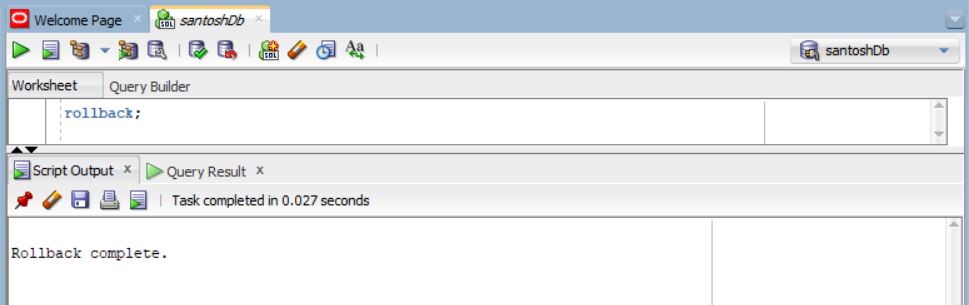 Welcome Page
santoshDb
santoshDb
Worksheet
Query Builder
rollback;
Script Output
Query Result
Task completed in 0.027 seconds
Rollback complete.